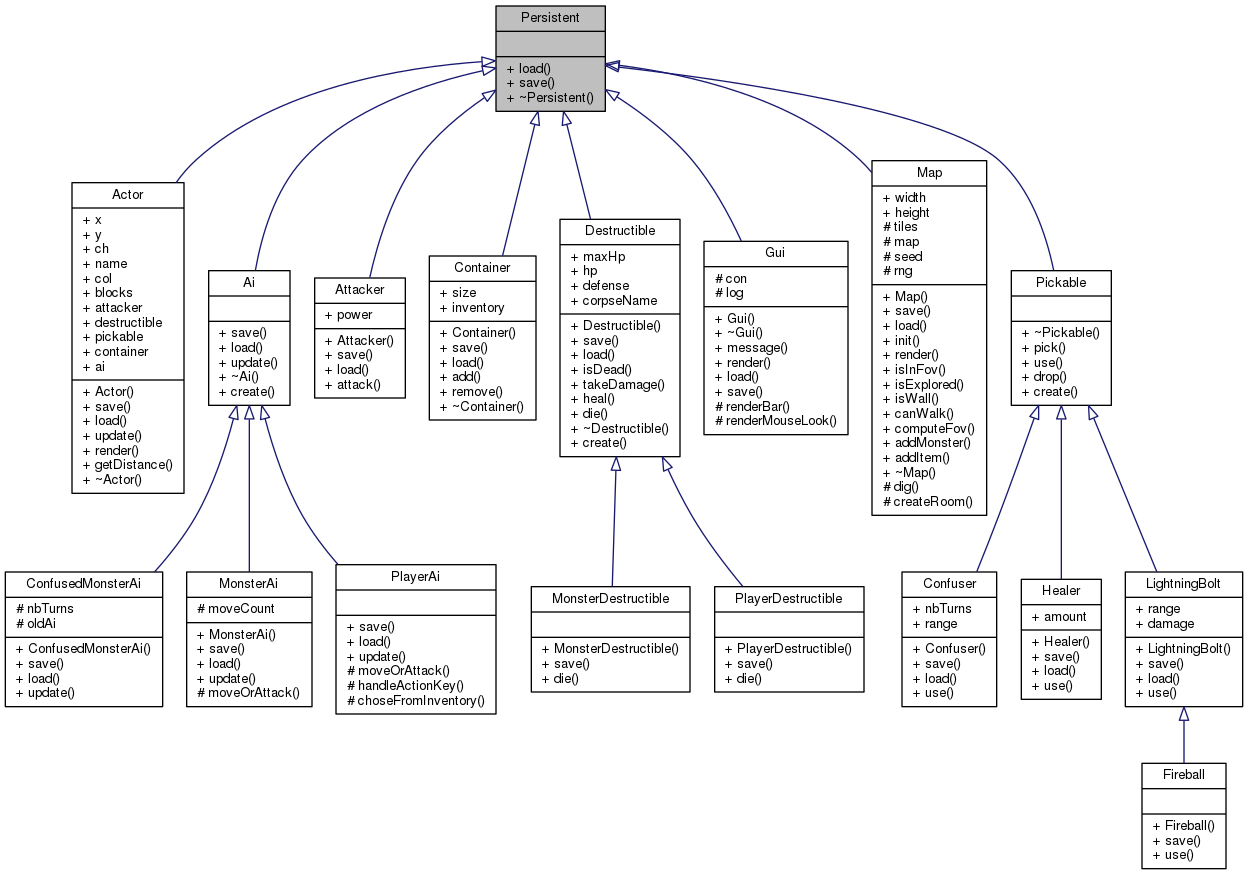 Persistent
+ load()
+ save()
+ ~Persistent()
Actor
+ x
+ y
+ ch
+ name
+ col
+ blocks
+ attacker
+ destructible
+ pickable
+ container
+ ai
+ Actor()
+ save()
+ load()
+ update()
+ render()
+ getDistance()
+ ~Actor()
Ai
+ save()
+ load()
+ update()
+ ~Ai()
+ create()
Attacker
+ power
+ Attacker()
+ save()
+ load()
+ attack()
Container
+ size
+ inventory
+ Container()
+ save()
+ load()
+ add()
+ remove()
+ ~Container()
Destructible
+ maxHp
+ hp
+ defense
+ corpseName
+ Destructible()
+ save()
+ load()
+ isDead()
+ takeDamage()
+ heal()
+ die()
+ ~Destructible()
+ create()
Gui
# con
# log
+ Gui()
+ ~Gui()
+ message()
+ render()
+ load()
+ save()
# renderBar()
# renderMouseLook()
Map
+ width
+ height
# tiles
# map
# seed
# rng
+ Map()
+ save()
+ load()
+ init()
+ render()
+ isInFov()
+ isExplored()
+ isWall()
+ canWalk()
+ computeFov()
+ addMonster()
+ addItem()
+ ~Map()
# dig()
# createRoom()
Pickable
+ ~Pickable()
+ pick()
+ use()
+ drop()
+ create()
ConfusedMonsterAi
# nbTurns
# oldAi
+ ConfusedMonsterAi()
+ save()
+ load()
+ update()
MonsterAi
# moveCount
+ MonsterAi()
+ save()
+ load()
+ update()
# moveOrAttack()
PlayerAi
+ save()
+ load()
+ update()
# moveOrAttack()
# handleActionKey()
# choseFromInventory()
MonsterDestructible
+ MonsterDestructible()
+ save()
+ die()
PlayerDestructible
+ PlayerDestructible()
+ save()
+ die()
Confuser
+ nbTurns
+ range
+ Confuser()
+ save()
+ load()
+ use()
Healer
+ amount
+ Healer()
+ save()
+ load()
+ use()
LightningBolt
+ range
+ damage
+ LightningBolt()
+ save()
+ load()
+ use()
Fireball
+ Fireball()
+ save()
+ use()